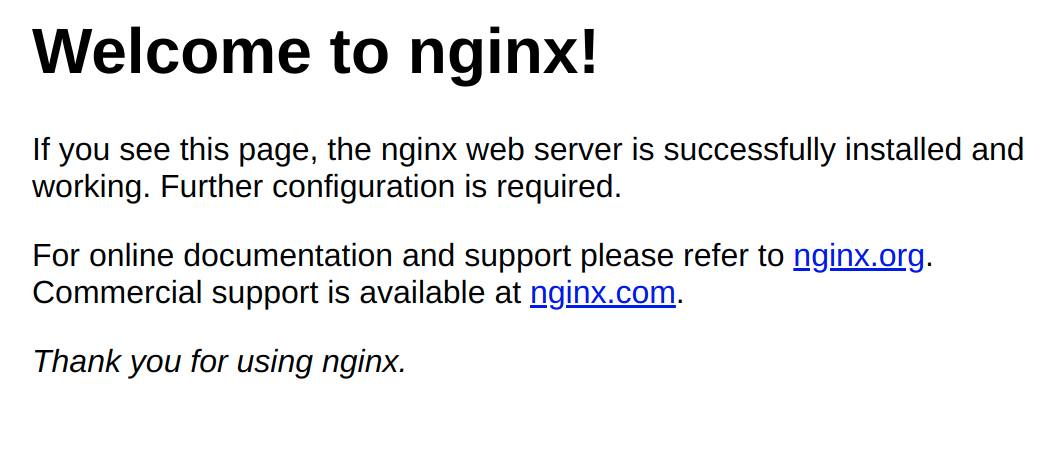 Welcome to nginx!
If you see this page, the nginx web server is successfully installed and
working. Further configuration is required.
For online documentation and support please refer to nginx.org.
Commercial support is available at nginx.com.
Thank you for using nginx.